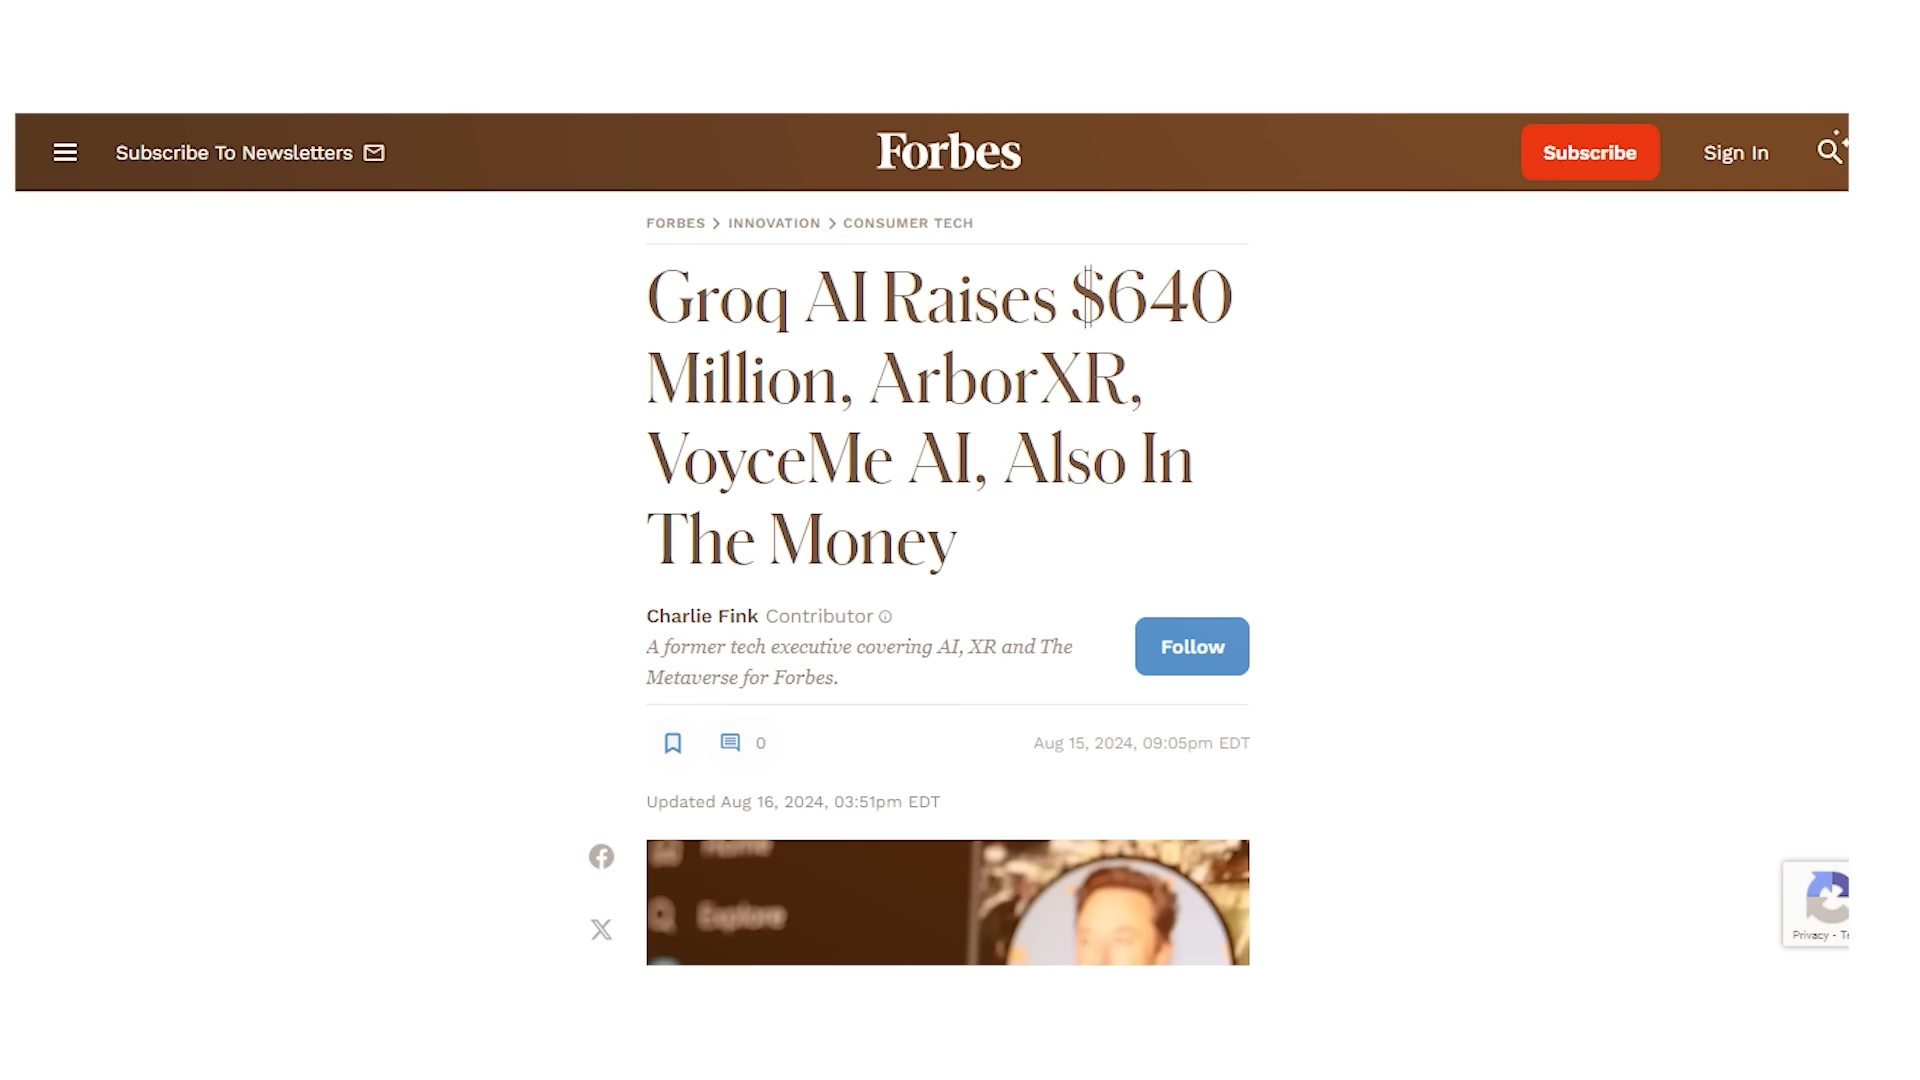 Subscribe To Newsletters
Forbes
Subscribe
Sign In
FORBES > INNOVATION > CONSUMER TECH
Groq AI Raises $640
Million, ArborXR,
VoyceMe AI, Also In
The Money
Charlie Fink Contributor
A former tech executive covering AI, XR and The
Metaverse for Forbes.
Follow
0
Aug 15, 2024, 09:05pm EDT
Updated Aug 16, 2024, 03:51pm EDT
Home
Explore
Privacy - Te